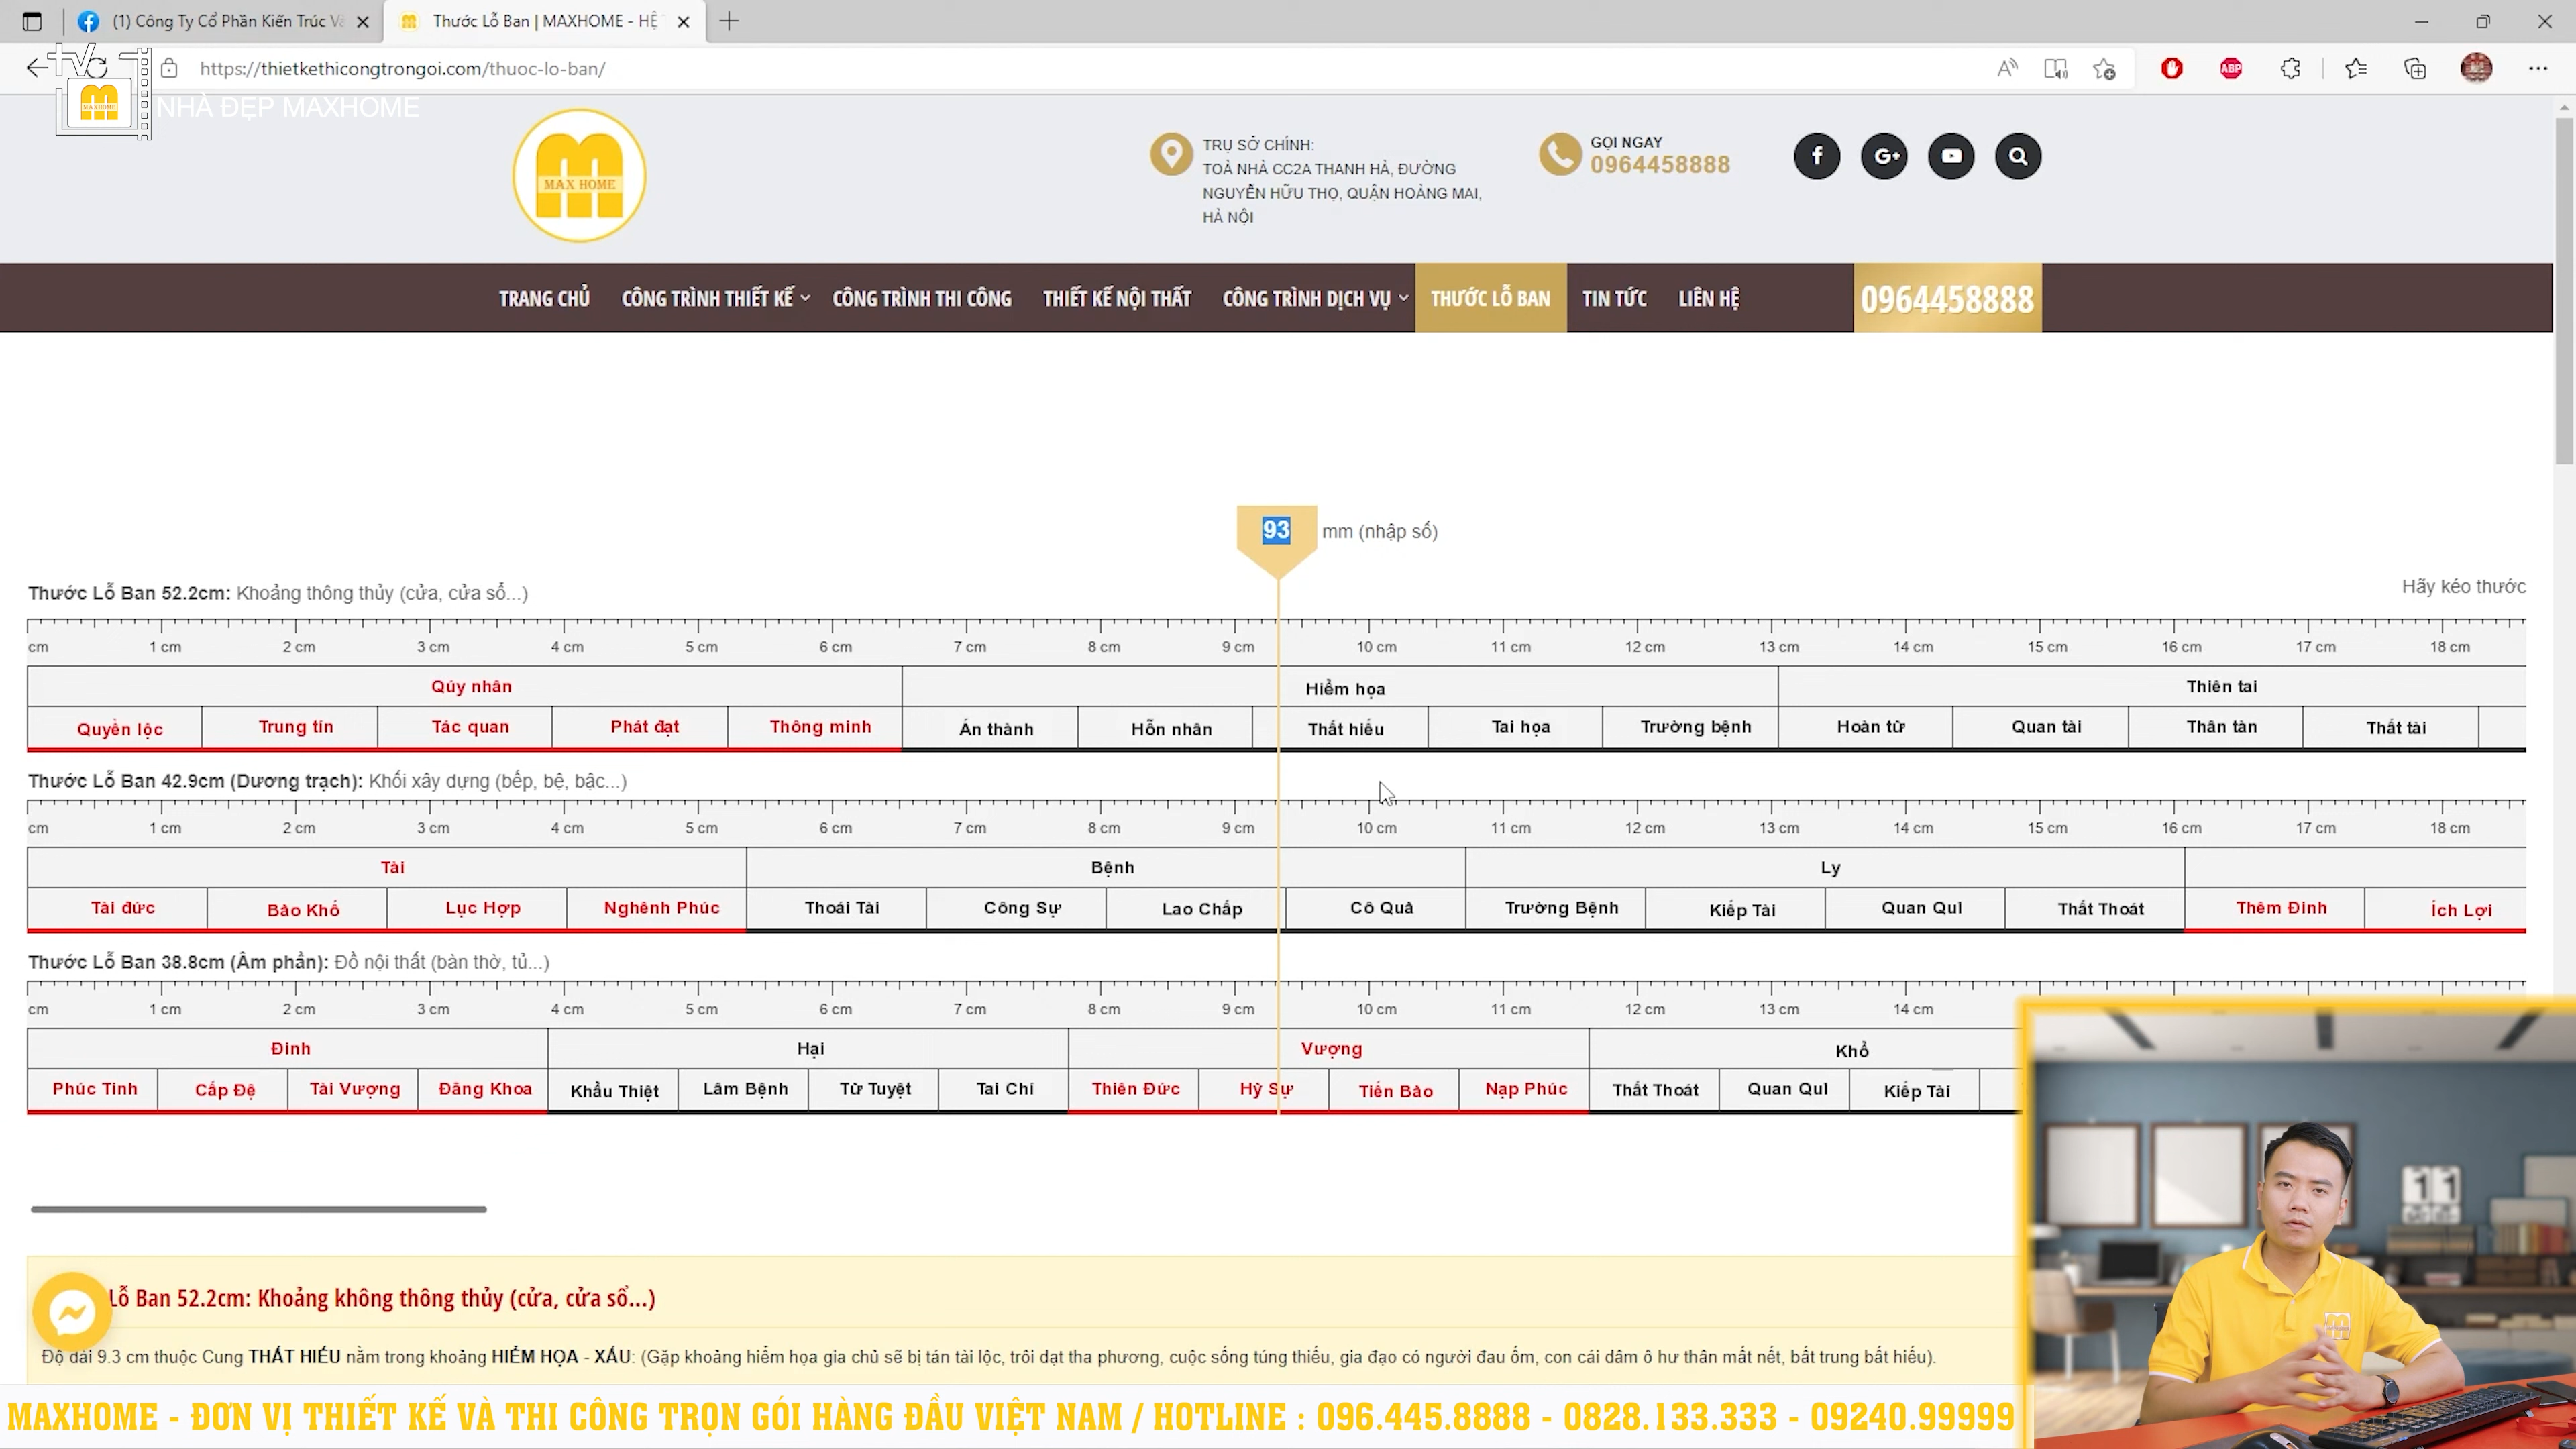 (1) Công Ty Cổ Phần Kiến Trúc Và
Thước Lỗ Ban | MAXHOME - HỆ
https://thietkethicongtrongoi.com/thuoc-lo-ban/
TV
MAXHOME
NHÀ ĐẸP MAXHOME
MAX HOME
TRỤ SỞ CHÍNH:
TOÀ NHÀ CC2A THANH HÀ, ĐƯỜNG
NGUYỄN HỮU THỌ, QUẬN HOÀNG MAI,
HÀ NỘI
GỌI NGAY
0964458888
TRANG CHỦ CÔNG TRÌNH THIẾT KẾ CÔNG TRÌNH THI CÔNG THIẾT KẾ NỘI THẤT CÔNG TRÌNH DỊCH VỤ THƯỚC LỖ BAN TIN TỨC LIÊN HỆ 0964458888
93 mm (nhập số)
Thước Lỗ Ban 52.2cm: Khoảng thông thủy (cửa, cửa sổ...)
Hãy kéo thước
cm 1 cm 2 cm 3 cm 4 cm 5 cm 6 cm 7 cm 8 cm 9 cm 10 cm 11 cm 12 cm 13 cm 14 cm 15 cm 16 cm 17 cm 18 cm
Qúy nhân Hiểm họa Thiên tai
Quyền lộc Trung tín Tác quan Phát đạt Thông minh Án thành Hỗn nhân Thất hiếu Tai họa Trường bệnh Hoàn tử Quan tài Thân tàn Thất tài
Thước Lỗ Ban 42.9cm (Dương trạch): Khối xây dựng (bếp, bệ, bậc...)
cm 1 cm 2 cm 3 cm 4 cm 5 cm 6 cm 7 cm 8 cm 9 cm 10 cm 11 cm 12 cm 13 cm 14 cm 15 cm 16 cm 17 cm 18 cm
Tài Bệnh Ly
Tài đức Bảo Khố Lục Hợp Nghênh Phúc Thoái Tài Công Sự Lao Chấp Cô Quả Trường Bệnh Kiếp Tài Quan Quỉ Thất Thoát Thêm Đinh Ích Lợi
Thước Lỗ Ban 38.8cm (Âm phần): Đồ nội thất (bàn thờ, tủ...)
cm 1 cm 2 cm 3 cm 4 cm 5 cm 6 cm 7 cm 8 cm 9 cm 10 cm 11 cm 12 cm 13 cm 14 cm
Đinh Hại Vượng Khổ
Phúc Tinh Cấp Đệ Tài Vượng Đăng Khoa Khẩu Thiệt Lâm Bệnh Tử Tuyệt Tai Chí Thiên Đức Hỷ Sự Tiến Bảo Nạp Phúc Thất Thoát Quan Quỉ Kiếp Tài
Lỗ Ban 52.2cm: Khoảng không thông thủy (cửa, cửa sổ...)
Độ dài 9.3 cm thuộc Cung THẤT HIẾU nằm trong khoảng HIỂM HỌA - XẤU: (Gặp khoảng hiểm họa gia chủ sẽ bị tán tài lộc, trôi dạt tha phương, cuộc sống túng thiếu, gia đạo có người đau ốm, con cái dâm ô hư thân mất nết, bất trung bất hiếu).
11
MAXHOME - ĐƠN VỊ THIẾT KẾ VÀ THI CÔNG TRỌN GÓI HÀNG ĐẦU VIỆT NAM / HOTLINE : 096.445.8888 - 0828.133.333 - 09240.99999